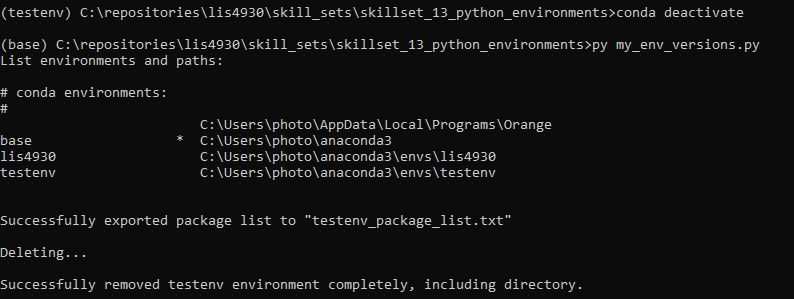 (testenv) C:\repositories\lis4930\skill_sets\skillset_13_python_environments>conda deactivate
(base) C:\repositories\lis4930\skill_sets\skillset_13_python_environments>py my_env_versions.py
List environments and paths:
# conda environments:
#
C:\Users\photo\AppData\Local\Programs\Orange
base * C:\Users\photo\anaconda3
lis4930 C:\Users\photo\anaconda3\envs\lis4930
testenv C:\Users\photo\anaconda3\envs\testenv
Successfully exported package list to "testenv_package_list.txt"
Deleting...
Successfully removed testenv environment completely, including directory.